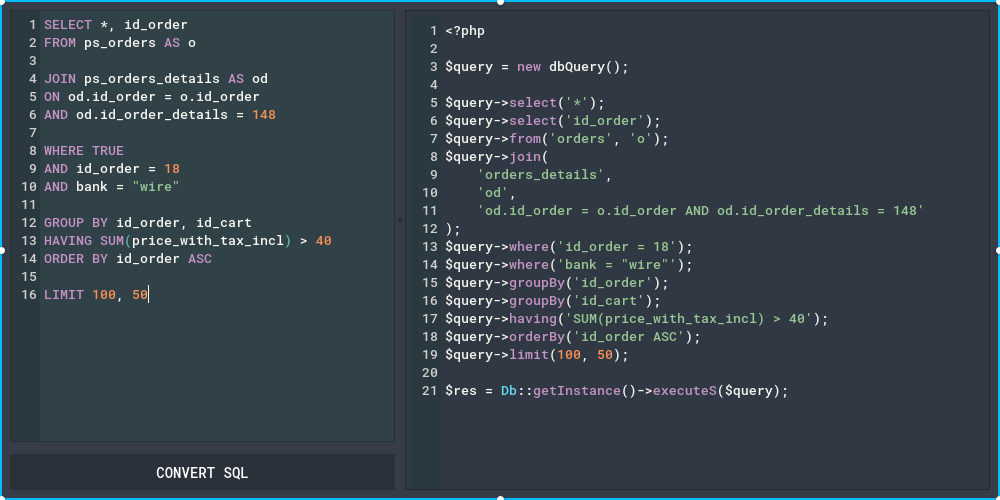 1 SELECT *, id_order
2 FROM ps_orders AS o
3
4 JOIN ps_orders_details AS od
5 ON od.id_order = o.id_order
6 AND od.id_order_details = 148
7
8 WHERE TRUE
9 AND id_order = 18
10 AND bank = "wire"
11
12 GROUP BY id_order, id_cart
13 HAVING SUM(price_with_tax_incl) > 40
14 ORDER BY id_order ASC
15
16 LIMIT 100, 50
CONVERT SQL
1 <?php
2
3 $query = new dbQuery();
4
5 $query->select('*');
6 $query->select('id_order');
7 $query->from('orders', 'o');
8 $query->join(
9     'orders_details',
10     'od',
11     'od.id_order = o.id_order AND od.id_order_details = 148'
12 );
13 $query->where('id_order = 18');
14 $query->where('bank = "wire"');
15 $query->groupBy('id_order');
16 $query->groupBy('id_cart');
17 $query->having('SUM(price_with_tax_incl) > 40');
18 $query->orderBy('id_order ASC');
19 $query->limit(100, 50);
20
21 $res = Db::getInstance()->executeS($query);